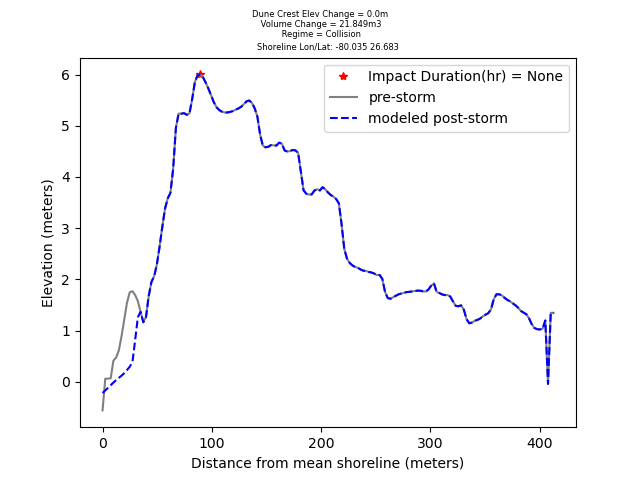 Dune Crest Elev Change = 0.0m
Volume Change = 21.849m3
Regime = Collision
Shoreline Lon/Lat: -80.035 26.683
Impact Duration(hr) = None
pre-storm
modeled post-storm
Elevation (meters)
6
5
4
3
2
1
0
0
100
200
300
400
Distance from mean shoreline (meters)